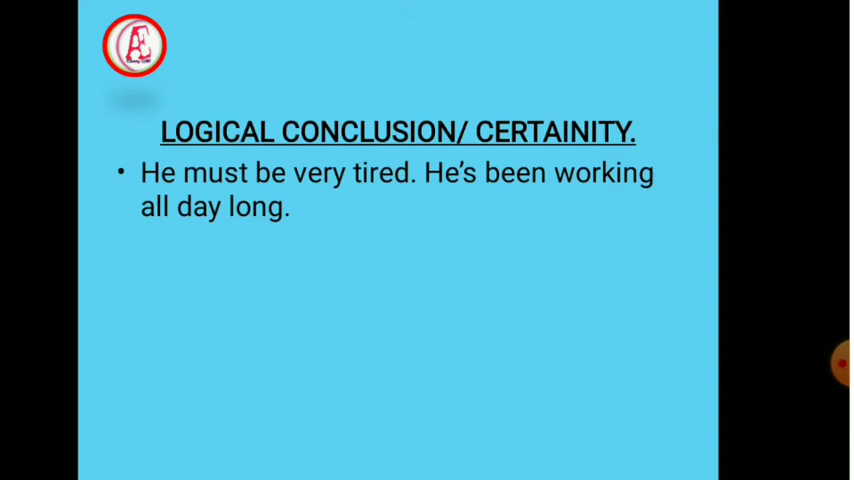 Æ
LOGICAL CONCLUSION/ CERTAINITY.
• He must be very tired. He’s been working
all day long.